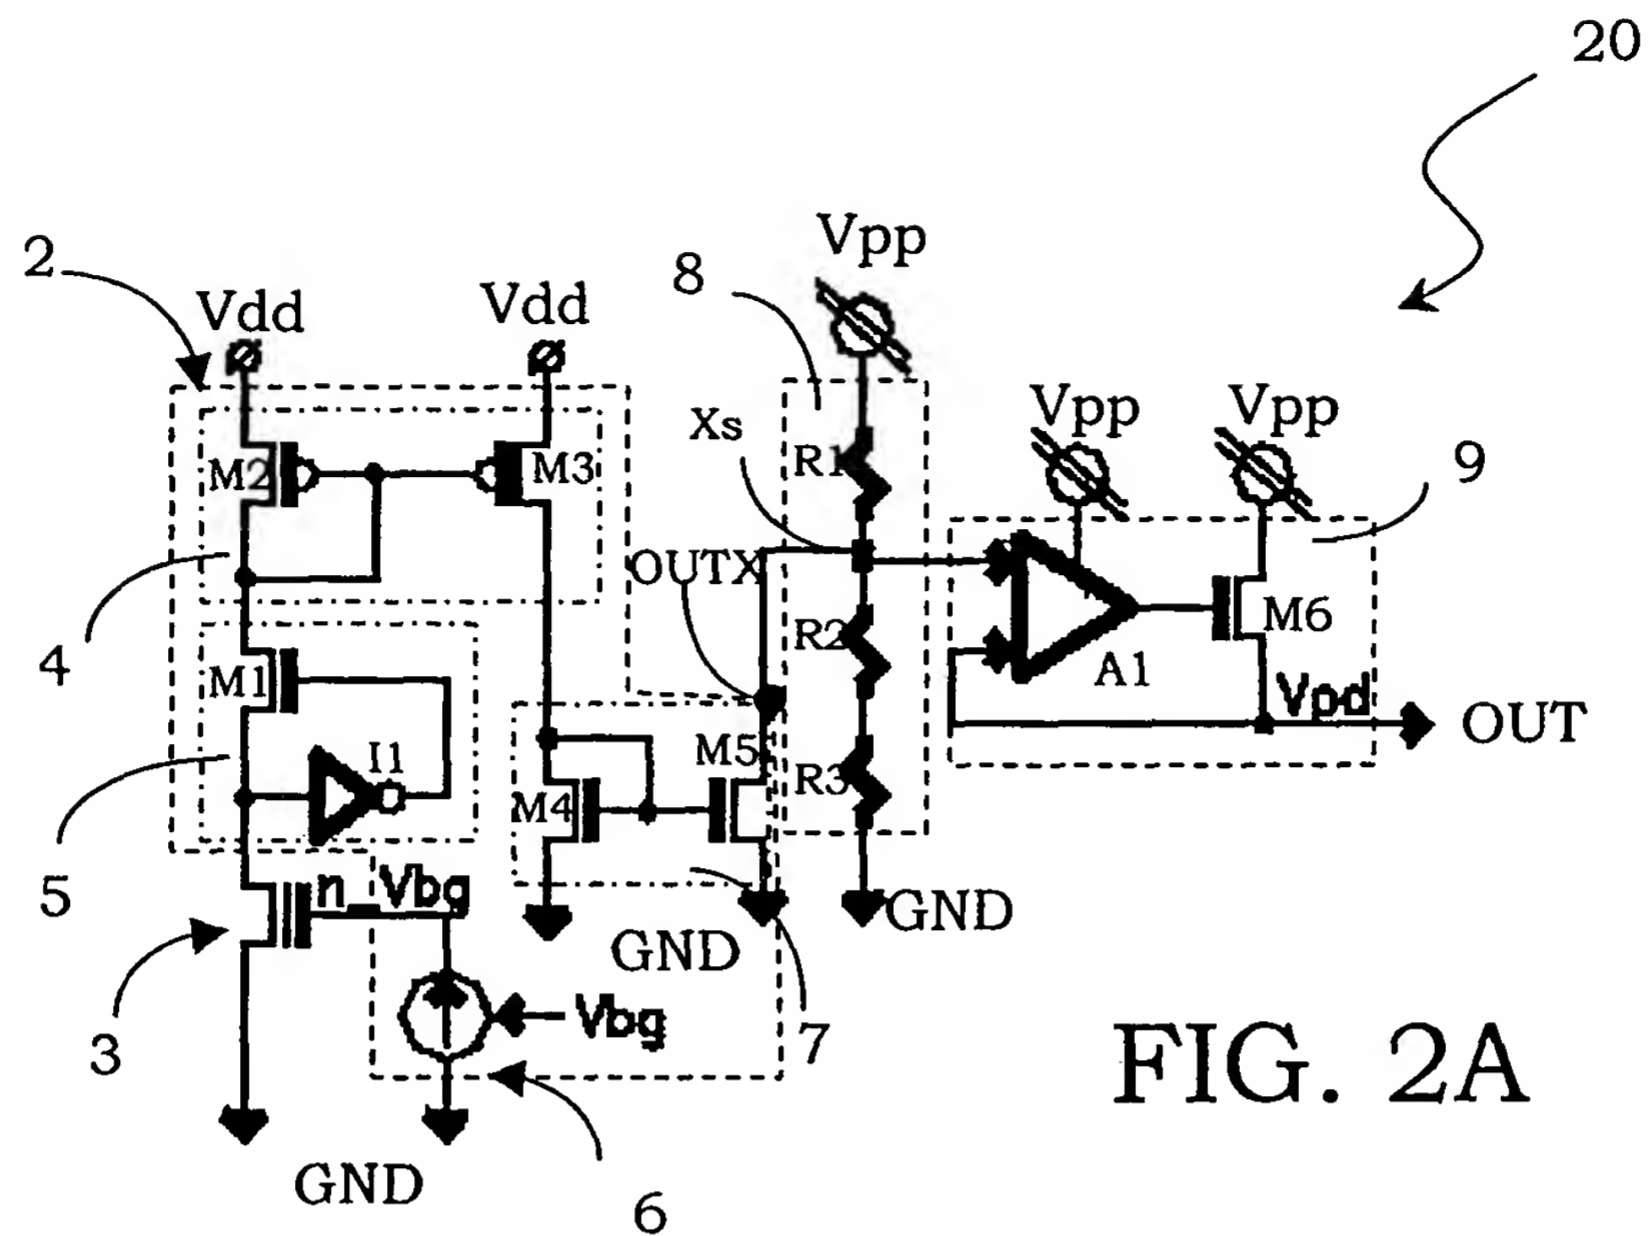 20
Vpp
2
8
Vdd
Vdd
Xs
Vpp
Vpp
R1
9
M2
M3
OUTX
4
R2
M6
M1
A1
Vpd
OUT
I1
M5
R3
M4
5
n_Vbg
GND
GND
3
Vbg
7
FIG. 2A
GND
6